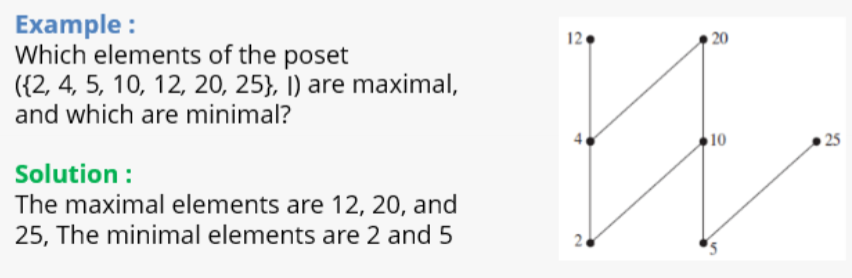 Example :
Which elements of the poset
({2, 4, 5, 10, 12, 20, 25}, |) are maximal,
and which are minimal?
Solution :
The maximal elements are 12, 20, and
25, The minimal elements are 2 and 5
12
20
4
10
25
2
5